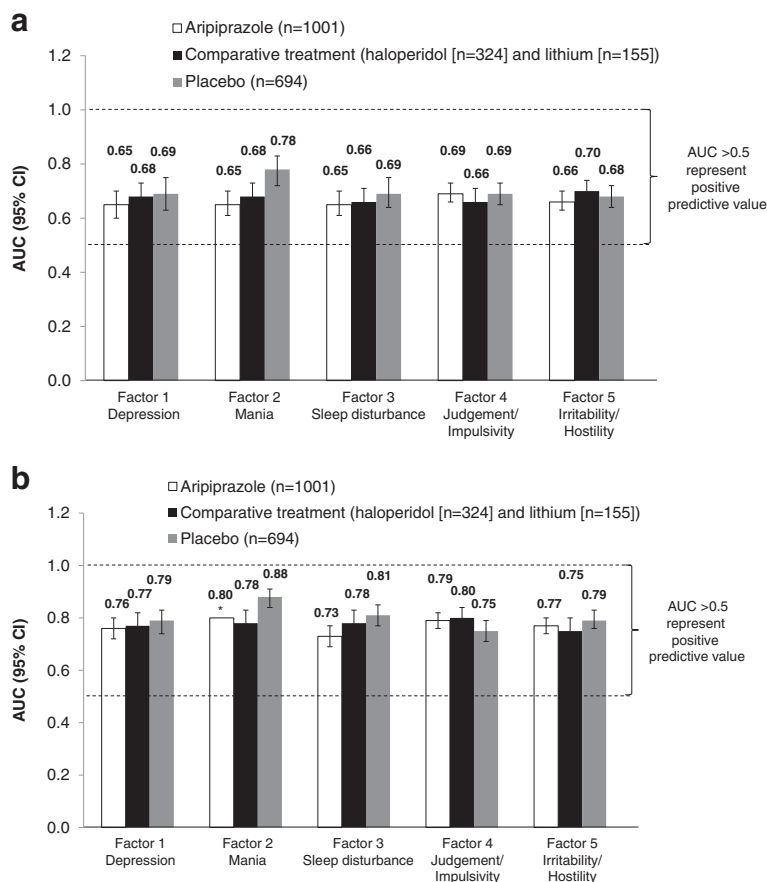 a
Aripiprazole (n=1001)
Comparative treatment (haloperidol [n=324] and lithium [n=155])
Placebo (n=694)
AUC (95% CI)
1.2
1.0
0.8
0.6
0.4
0.2
0.0
0.65
0.68
0.69
0.65
0.68
0.78
0.65
0.66
0.69
0.69
0.66
0.69
0.66
0.70
0.68
AUC >0.5
represent
positive
predictive value
Factor 1
Depression
Factor 2
Mania
Factor 3
Sleep disturbance
Factor 4
Judgement/
Impulsivity
Factor 5
Irritability/
Hostility
b
Aripiprazole (n=1001)
Comparative treatment (haloperidol [n=324] and lithium [n=155])
Placebo (n=694)
AUC (95% CI)
1.2
1.0
0.8
0.6
0.4
0.2
0.0
0.76
0.77
0.79
0.80
*
0.78
0.88
0.73
0.78
0.81
0.79
0.80
0.75
0.77
0.75
0.79
AUC >0.5
represent
positive
predictive value
Factor 1
Depression
Factor 2
Mania
Factor 3
Sleep disturbance
Factor 4
Judgement/
Impulsivity
Factor 5
Irritability/
Hostility